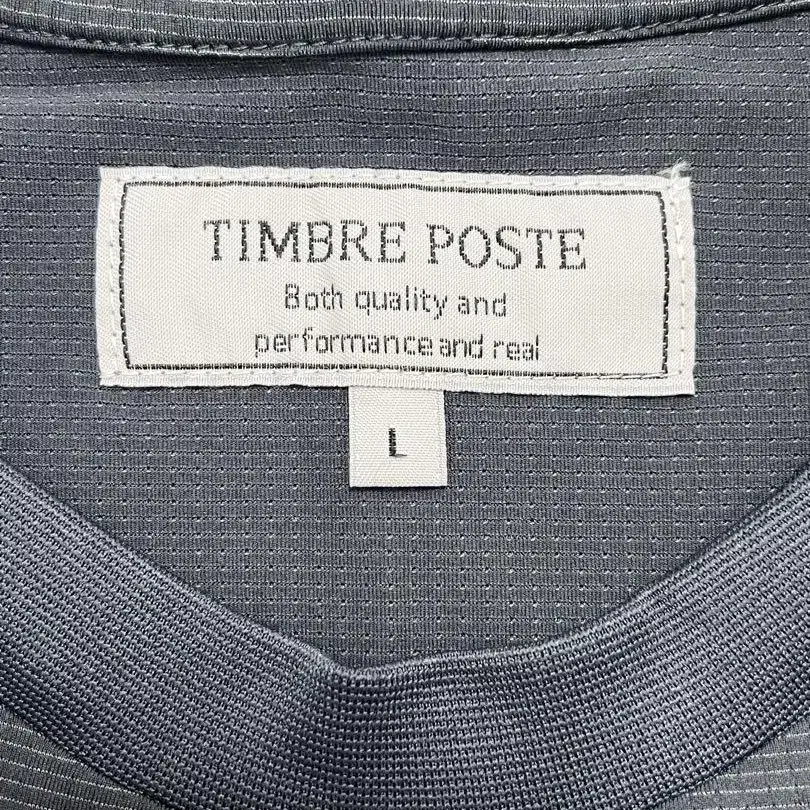 TIMBRE POSTE
Both quality and
performance and real
L